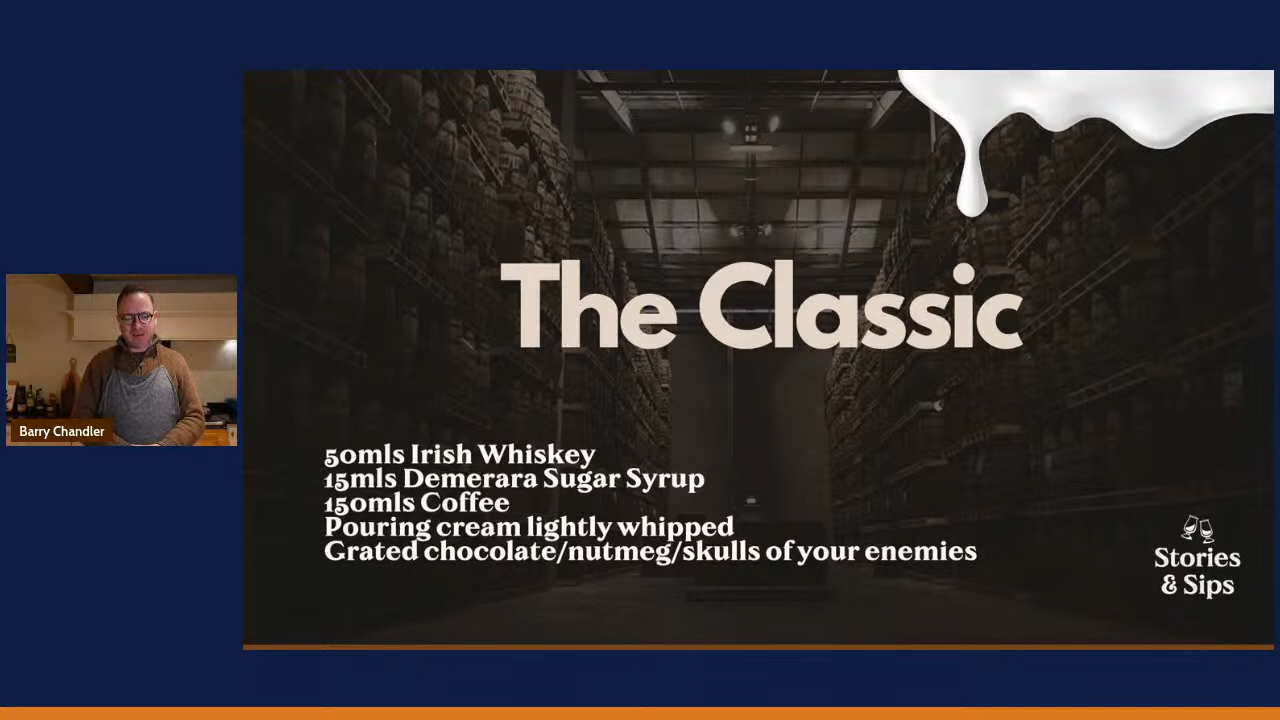 The Classic
50mls Irish Whiskey
15mls Demerara Sugar Syrup
150mls Coffee
Pouring cream lightly whipped
Grated chocolate/nutmeg/skulls of your enemies
Stories
& Sips
Barry Chandler